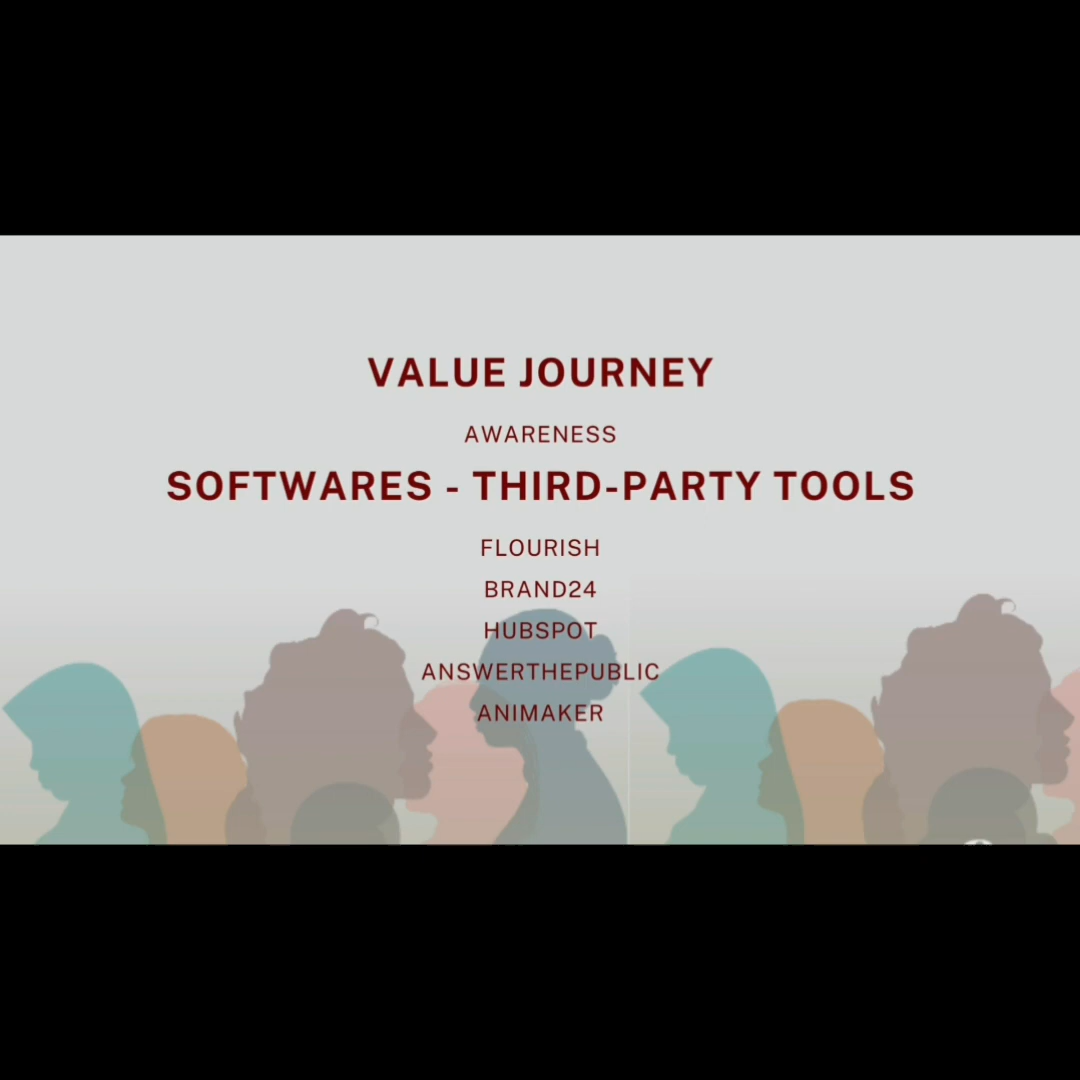 VALUE JOURNEY
AWARENESS
SOFTWARES - THIRD-PARTY TOOLS
FLOURISH
BRAND24
HUBSPOT
ANSWERTHEPUBLIC
ANIMAKER